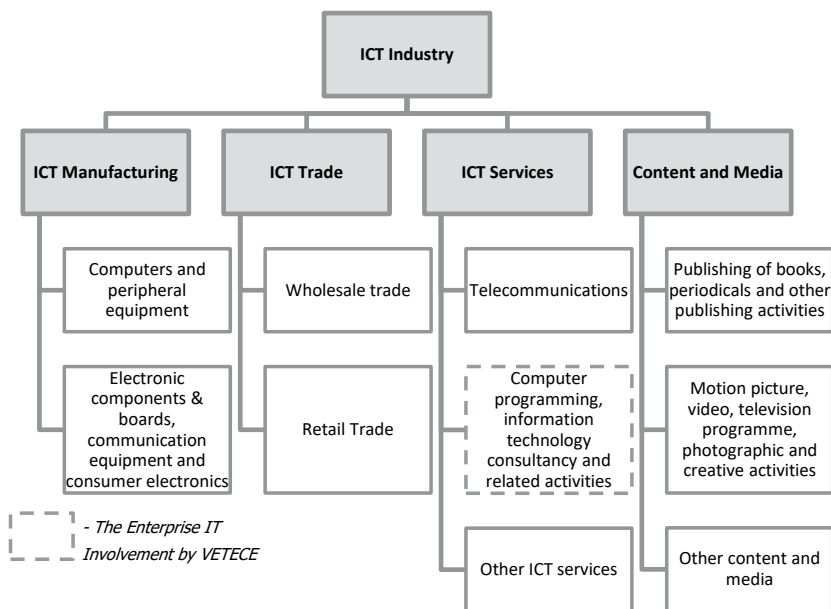 ICT Industry
ICT Manufacturing
ICT Trade
ICT Services
Content and Media
Computers and
peripheral
equipment
Wholesale trade
Telecommunications
Publishing of books,
periodicals and other
publishing activities
Electronic
components &
boards,
communication
equipment and
consumer electronics
Retail Trade
Computer
programming,
information
technology
consultancy and
related activities
Motion picture,
video, television
programme,
photographic and
creative activities
- The Enterprise IT
Involvement by VETECE
Other ICT services
Other content and
media